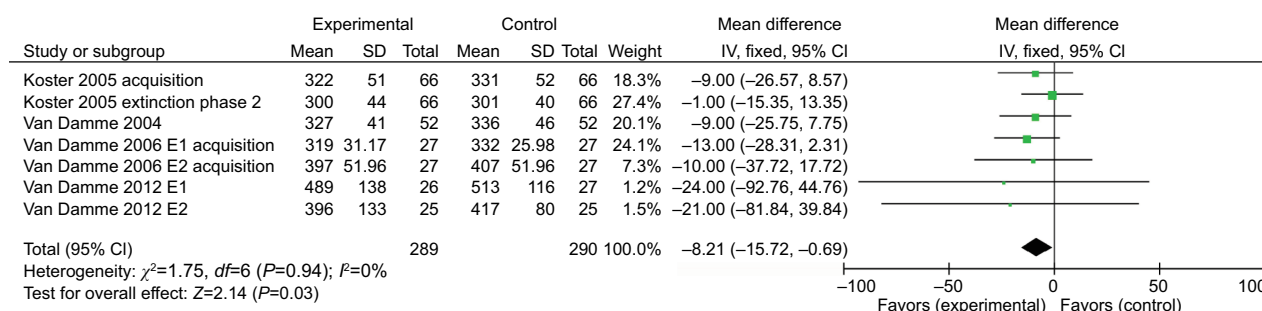 Experimental Control Mean difference Mean difference
Study or subgroup Mean SD Total Mean SD Total Weight IV, fixed, 95% CI IV, fixed, 95% CI
Koster 2005 acquisition 322 51 66 331 52 66 18.3% –9.00 (–26.57, 8.57)
Koster 2005 extinction phase 2 300 44 66 301 40 66 27.4% –1.00 (–15.35, 13.35)
Van Damme 2004 327 41 52 336 46 52 20.1% –9.00 (–25.75, 7.75)
Van Damme 2006 E1 acquisition 319 31.17 27 332 25.98 27 24.1% –13.00 (–28.31, 2.31)
Van Damme 2006 E2 acquisition 397 51.96 27 407 51.96 27 7.3% –10.00 (–37.72, 17.72)
Van Damme 2012 E1 489 138 26 513 116 27 1.2% –24.00 (–92.76, 44.76)
Van Damme 2012 E2 396 133 25 417 80 25 1.5% –21.00 (–81.84, 39.84)
Total (95% CI) 289 290 100.0% –8.21 (–15.72, –0.69)
Heterogeneity: χ²=1.75, df=6 (P=0.94); I²=0%
Test for overall effect: Z=2.14 (P=0.03)
–100 –50 0 50 100
Favors (experimental) Favors (control)